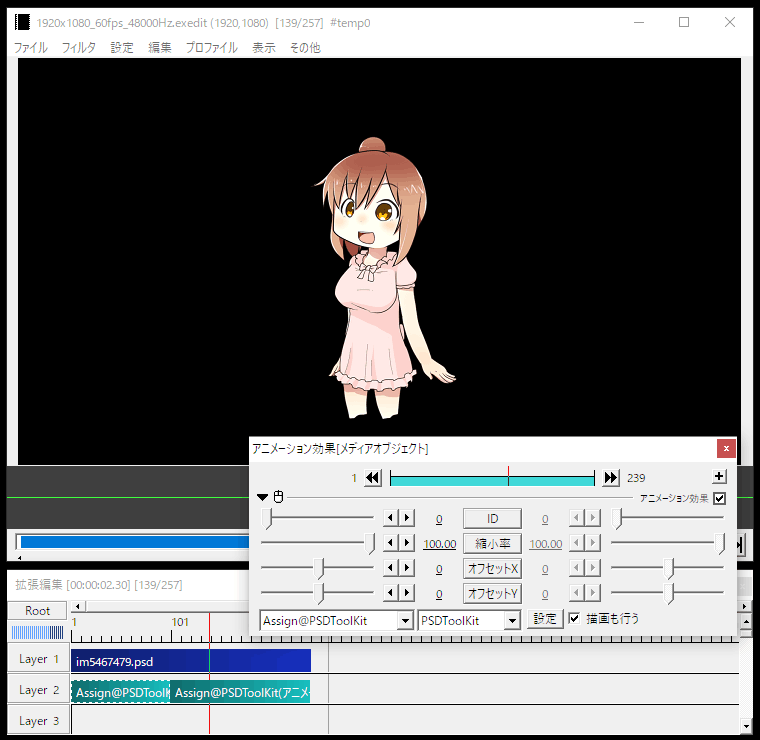 1920x1080_60fps_48000Hz.exedit (1920,1080) [139/257] #temp0
ファイル フィルタ 設定 編集 プロファイル 表示 その他
アニメーション効果[メディアオブジェクト]
1 239
アニメーション効果
0 ID 0
100.00 縮小率 100.00
0 オフセットX 0
0 オフセットY 0
Assign@PSDToolKit PSDToolKit 設定 描画も行う
拡張編集 [00:00:02.30] [139/257]
Root
1 101
Layer 1 im5467479.psd
Layer 2 Assign@PSDToolK Assign@PSDToolKit(アニメ
Layer 3